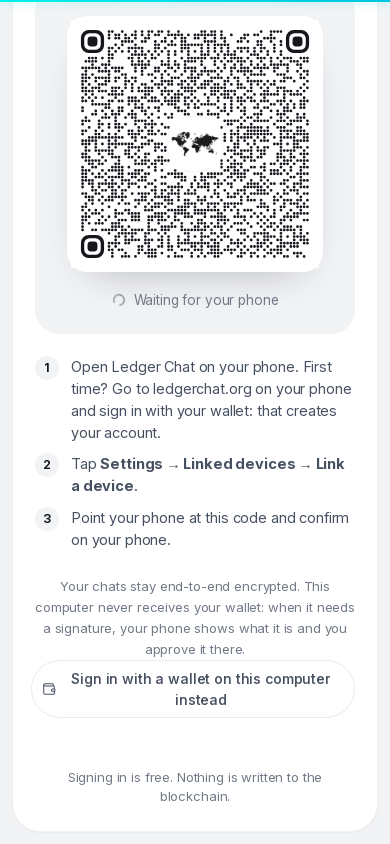 Waiting for your phone
1 Open Ledger Chat on your phone. First
time? Go to ledgerchat.org on your phone
and sign in with your wallet: that creates
your account.
2 Tap Settings → Linked devices → Link
a device.
3 Point your phone at this code and confirm
on your phone.
Your chats stay end-to-end encrypted. This
computer never receives your wallet: when it needs
a signature, your phone shows what it is and you
approve it there.
Sign in with a wallet on this computer
instead
Signing in is free. Nothing is written to the
blockchain.